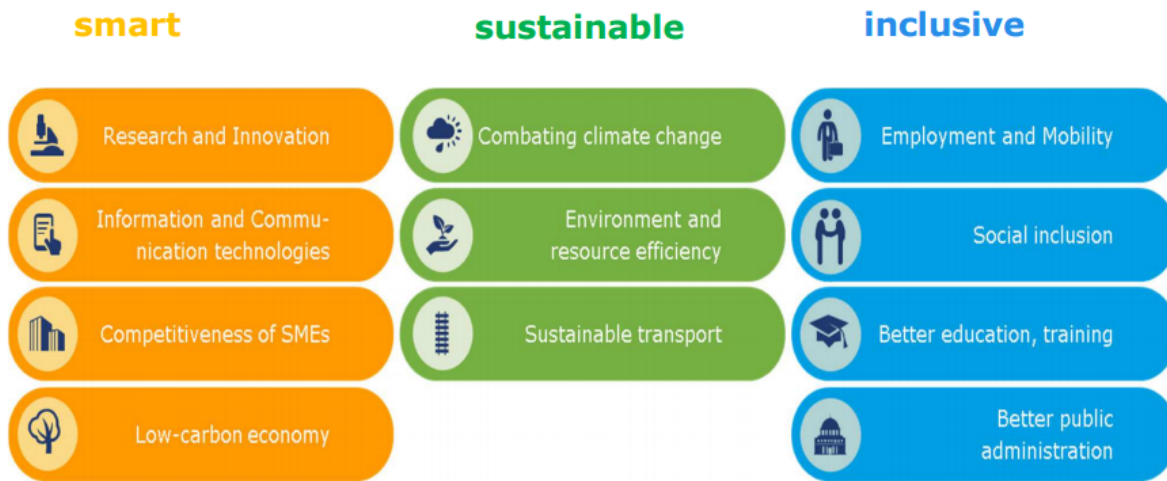 smart
Research and Innovation
Information and Commu-
nication technologies
Competitiveness of SMEs
Low-carbon economy
sustainable
Combating climate change
Environment and
resource efficiency
Sustainable transport
inclusive
Employment and Mobility
Social inclusion
Better education, training
Better public
administration